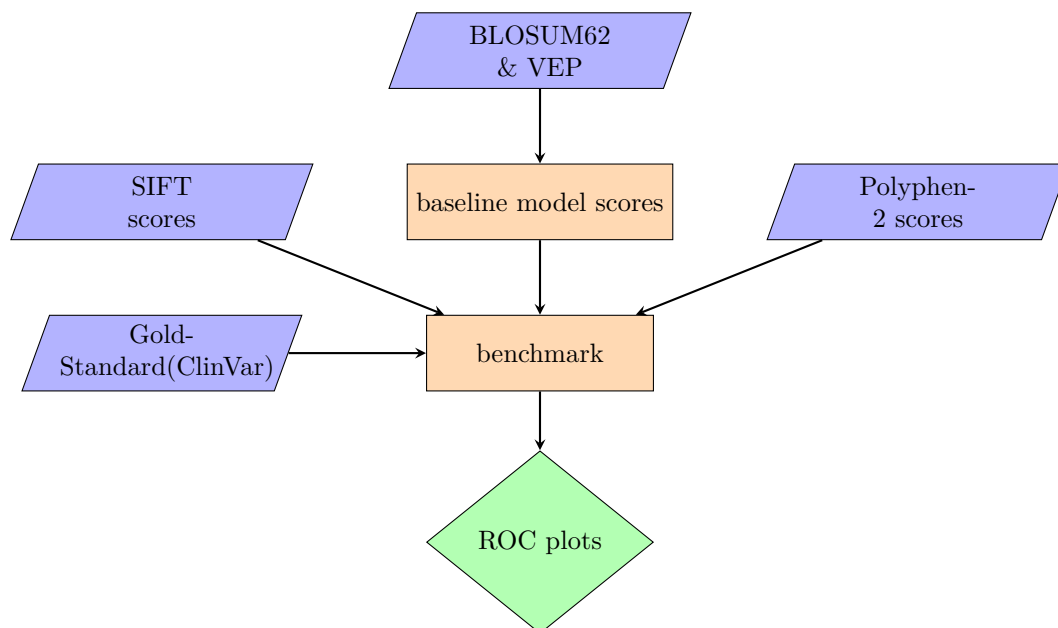 BLOSUM62
& VEP
SIFT
scores
baseline model scores
Polyphen-
2 scores
Gold-
Standard(ClinVar)
benchmark
ROC plots